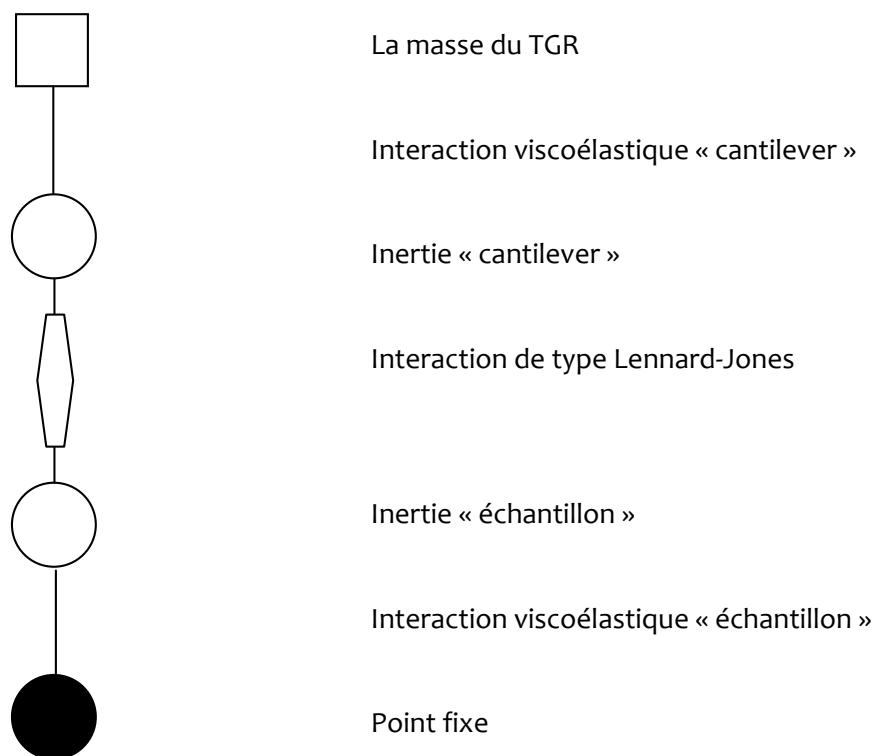 La masse du TGR
Interaction viscoélastique « cantilever »
Inertie « cantilever »
Interaction de type Lennard-Jones
Inertie « échantillon »
Interaction viscoélastique « échantillon »
Point fixe